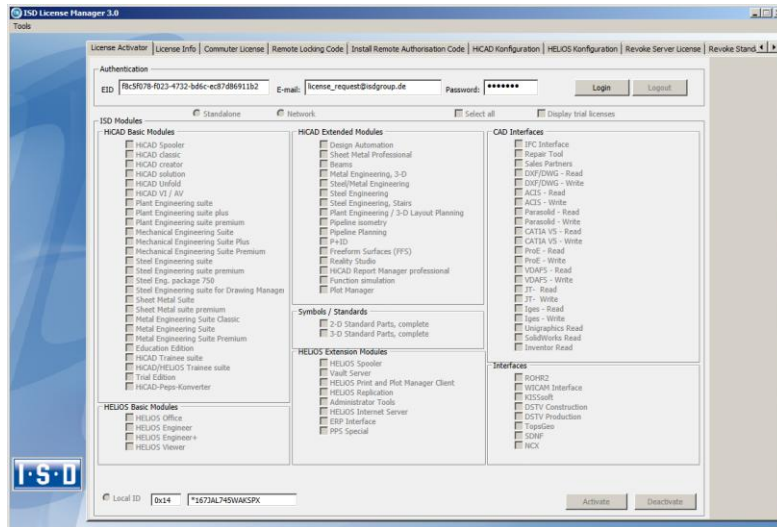 ISD License Manager 3.0
Tools
License Activator
License Info
Commuter License
Remote Locking Code
Install Remote Authorisation Code
HiCAD Konfiguration
HELiOS Konfiguration
Revoke Server License
Revoke Stand
Authentication
EID
f8c5f078-f023-4732-bd6c-ec87d86911b2
E-mail:
license_request@isdgroup.de
Password:
•••••••
Login
Logout
Standalone
Network
Select all
Display trial licenses
ISD Modules
HiCAD Basic Modules
HiCAD Spooler
HiCAD classic
HiCAD creator
HiCAD solution
HiCAD Unfold
HiCAD VI / AV
Plant Engineering suite
Plant Engineering suite plus
Plant Engineering suite premium
Mechanical Engineering Suite
Mechanical Engineering Suite Plus
Mechanical Engineering Suite Premium
Steel Engineering suite
Steel Engineering suite premium
Steel Eng. package 750
Steel Engineering suite for Drawing Manager
Sheet Metal Suite
Sheet Metal suite premium
Metal Engineering Suite Classic
Metal Engineering Suite
Metal Engineering Suite Premium
Education Edition
HiCAD Trainee suite
HiCAD/HELiOS Trainee suite
Trial Edition
HiCAD-Peps-Konverter
HELiOS Basic Modules
HELiOS Office
HELiOS Engineer
HELiOS Engineer+
HELiOS Viewer
HiCAD Extended Modules
Design Automation
Sheet Metal Professional
Beams
Metal Engineering, 3-D
Steel/Metal Engineering
Steel Engineering
Steel Engineering, Stairs
Plant Engineering / 3-D Layout Planning
Pipeline isometry
Pipeline Planning
P+ID
Freeform Surfaces (FFS)
Reality Studio
HiCAD Report Manager professional
Function simulation
Plot Manager
Symbols / Standards
2-D Standard Parts, complete
3-D Standard Parts, complete
HELiOS Extension Modules
HELiOS Spooler
Vault Server
HELiOS Print and Plot Manager Client
HELiOS Replication
Administrator Tools
HELiOS Internet Server
ERP Interface
PPS Special
CAD Interfaces
IFC Interface
Repair Tool
Sales Partners
DXF/DWG - Read
DXF/DWG - Write
ACIS - Read
ACIS - Write
Parasolid - Read
Parasolid - Write
CATIA V5 - Read
CATIA V5 - Write
ProE - Read
ProE - Write
VDAFS - Read
VDAFS - Write
JT- Read
JT- Write
Iges - Read
Iges - Write
Unigraphics Read
SolidWorks Read
Inventor Read
Interfaces
ROHR2
WICAM Interface
KISSsoft
DSTV Construction
DSTV Production
TopsGeo
SDNF
NCX
I·S·D
Local ID
0x14
*167JAL745WAKSPX
Activate
Deactivate